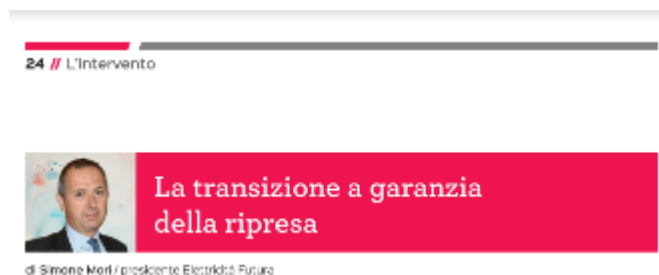 24 // L'intervento
La transizione a garanzia
della ripresa
di Simone Mori / presidente Elettricità Futura